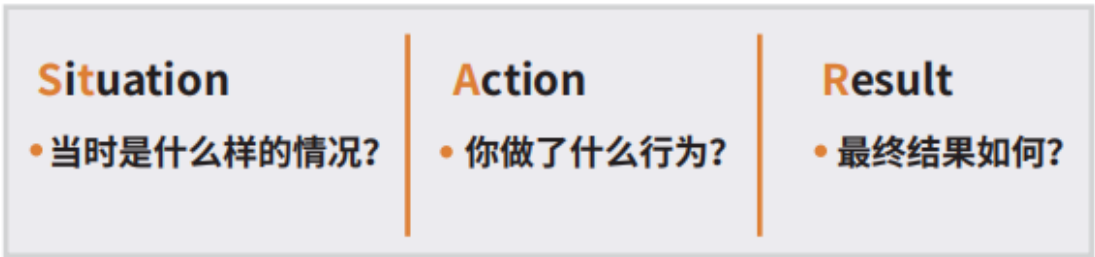 Situation
• 当时是什么样的情况？
Action
• 你做了什么行为？
Result
• 最终结果如何？